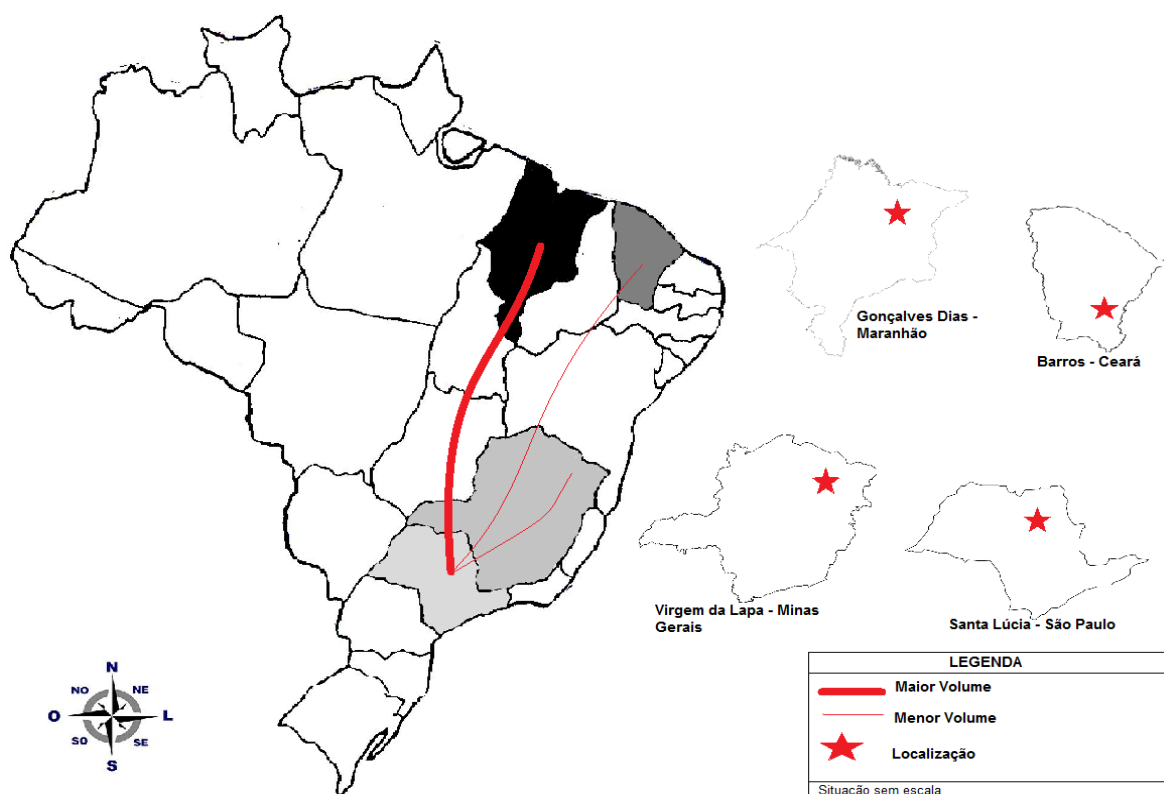 Gonçalves Dias -
Maranhão
Barros - Ceará
Virgem da Lapa - Minas
Gerais
Santa Lúcia - São Paulo
N
NO
NE
O
L
SO
SE
S
LEGENDA
Maior Volume
Menor Volume
Localização
Situação sem escala